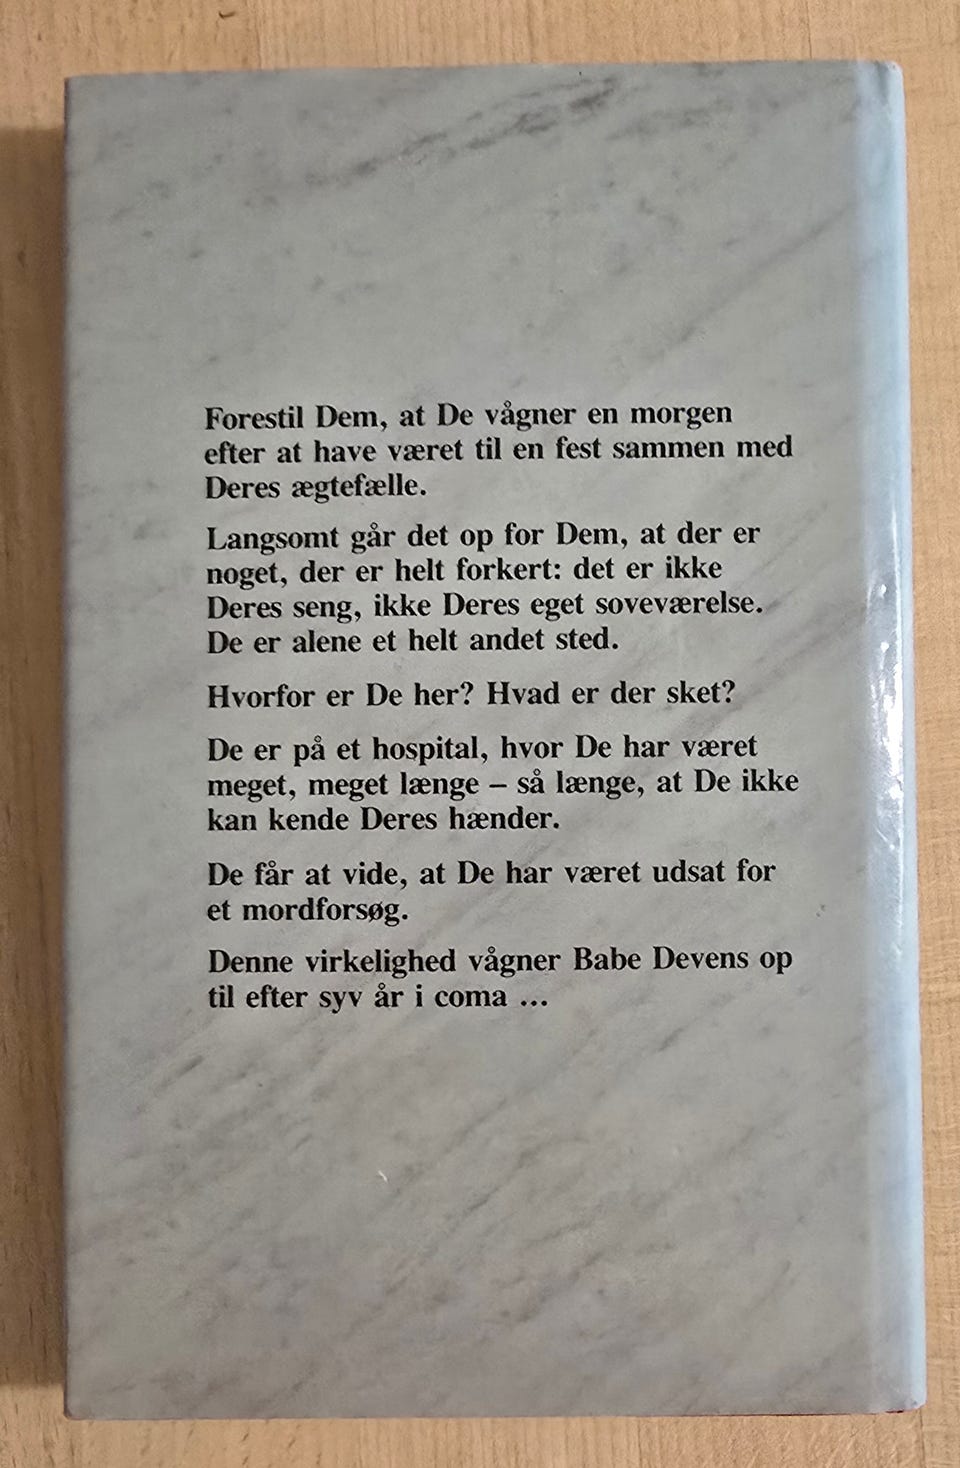 Forestil Dem, at De vågner en morgen
efter at have været til en fest sammen med
Deres ægtefælle.
Langsomt går det op for Dem, at der er
noget, der er helt forkert: det er ikke
Deres seng, ikke Deres eget soveværelse.
De er alene et helt andet sted.
Hvorfor er De her? Hvad er der sket?
De er på et hospital, hvor De har været
meget, meget længe – så længe, at De ikke
kan kende Deres hænder.
De får at vide, at De har været udsat for
et mordforsøg.
Denne virkelighed vågner Babe Devens op
til efter syv år i coma ...